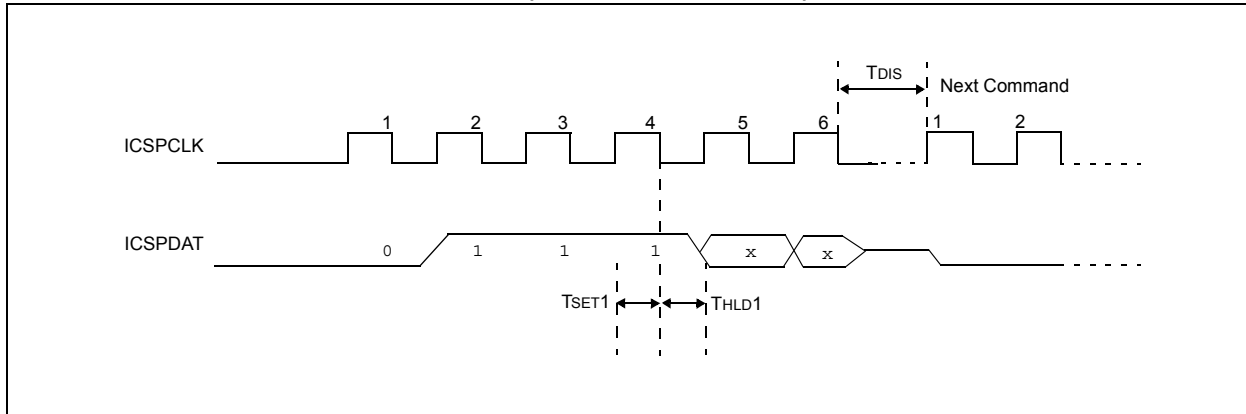 TDIS
Next Command
1 2 3 4 5 6 1 2
ICSPCLK
ICSPDAT
0 1 1 1 x x
TSET1 THLD1